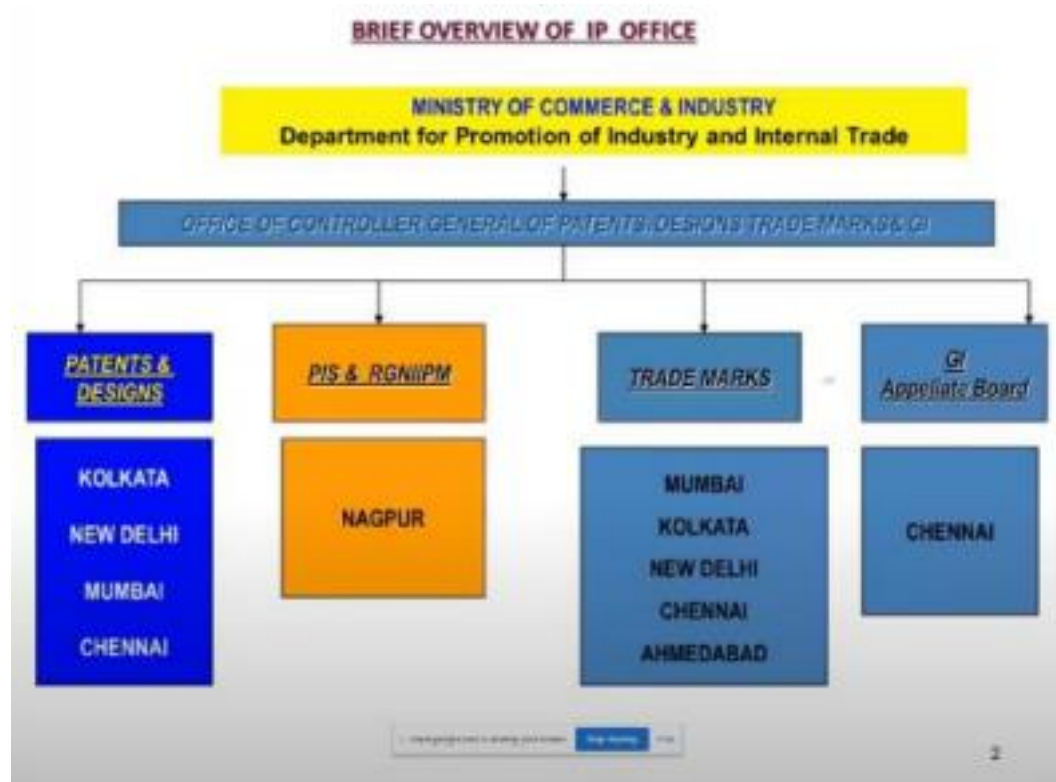 BRIEF OVERVIEW OF IP OFFICE
MINISTRY OF COMMERCE & INDUSTRY
Department for Promotion of Industry and Internal Trade
OFFICE OF CONTROLLER GENERAL OF PATENTS, DESIGNS TRADE MARKS & GI
PATENTS &
DESIGNS
KOLKATA
NEW DELHI
MUMBAI
CHENNAI
PIS & RGNIIPM
NAGPUR
TRADE MARKS
MUMBAI
KOLKATA
NEW DELHI
CHENNAI
AHMEDABAD
GI
Appellate Board
CHENNAI
Stop sharing
2